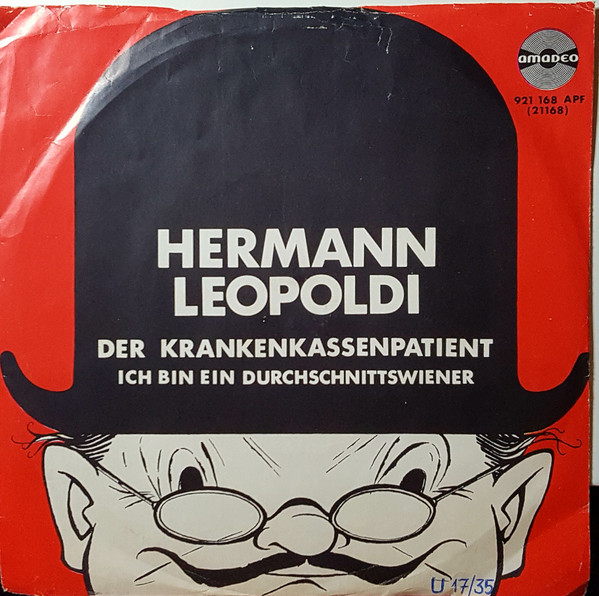 amadeo
921 168 APF
(21168)
HERMANN
LEOPOLDI
DER KRANKENKASSENPATIENT
ICH BIN EIN DURCHSCHNITTSWIENER
U 17/35